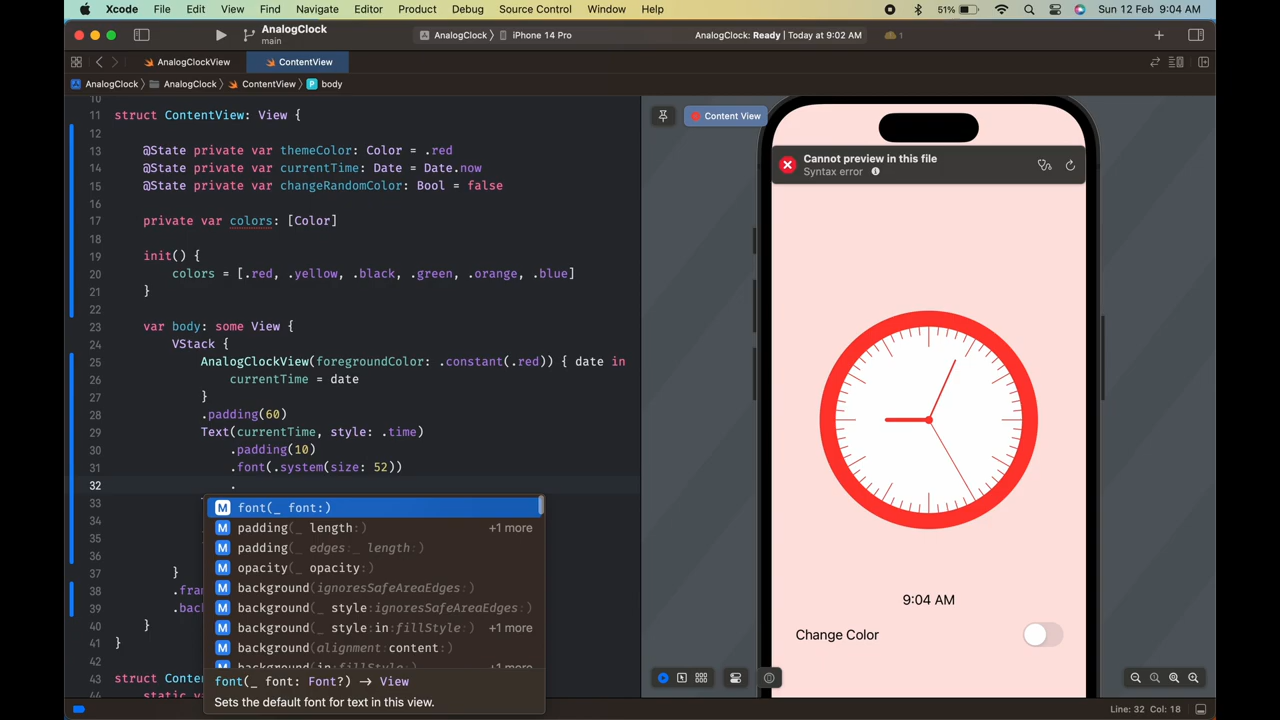 Xcode File Edit View Find Navigate Editor Product Debug Source Control Window Help 51% Sun 12 Feb 9:04 AM
AnalogClock
main
AnalogClock 〉 iPhone 14 Pro
AnalogClock: Ready | Today at 9:02 AM
1
AnalogClockView
ContentView
AnalogClock 〉 AnalogClock 〉 ContentView 〉 P body
10
11 struct ContentView: View {
12
13 @State private var themeColor: Color = .red
14 @State private var currentTime: Date = Date.now
15 @State private var changeRandomColor: Bool = false
16
17 private var colors: [Color]
18
19 init() {
20 colors = [.red, .yellow, .black, .green, .orange, .blue]
21 }
22
23 var body: some View {
24 VStack {
25 AnalogClockView(foregroundColor: .constant(.red)) { date in
26 currentTime = date
27 }
28 .padding(60)
29 Text(currentTime, style: .time)
30 .padding(10)
31 .font(.system(size: 52))
32 .
33
34
35
36
37 }
38 .fra
39 .bac
40 }
41 }
42
43 struct Conte
44 static v
M font(_ font:)
M padding(_ length:) +1 more
M padding(_ edges:_ length:)
M opacity(_ opacity:)
M background(ignoresSafeAreaEdges:)
M background(_ style:ignoresSafeAreaEdges:)
M background(_ style:in:fillStyle:) +1 more
M background(alignment:content:)
M background(in:fillStyle:) +1 more
font(_ font: Font?) → View
Sets the default font for text in this view.
Content View
Cannot preview in this file
Syntax error
9:04 AM
Change Color
Line: 32 Col: 18